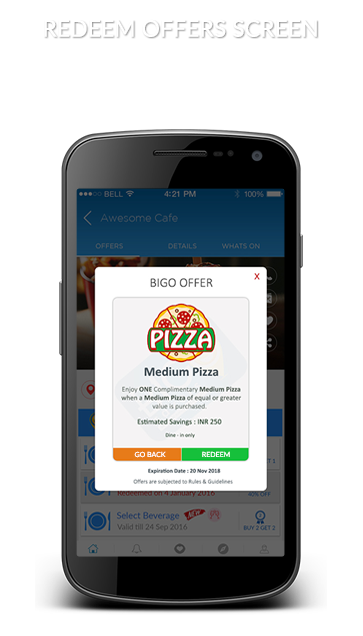 REDEEM OFFERS SCREEN
BELL 4:21 PM 100%
Awesome Cafe
OFFERS DETAILS WHATS ON
BIGO OFFER X
PIZZA
Medium Pizza
Enjoy ONE Complimentary Medium Pizza
when a Medium Pizza of equal or greater
value is purchased.
Estimated Savings : INR 250
Dine - in only
GO BACK REDEEM
Expiration Date : 20 Nov 2018
Offers are subjected to Rules & Guidelines
GET 1
Redeemed on 4 January 2016 40% OFF
Select Beverage NEW
Valid till 24 Sep 2016 BUY 2 GET 2